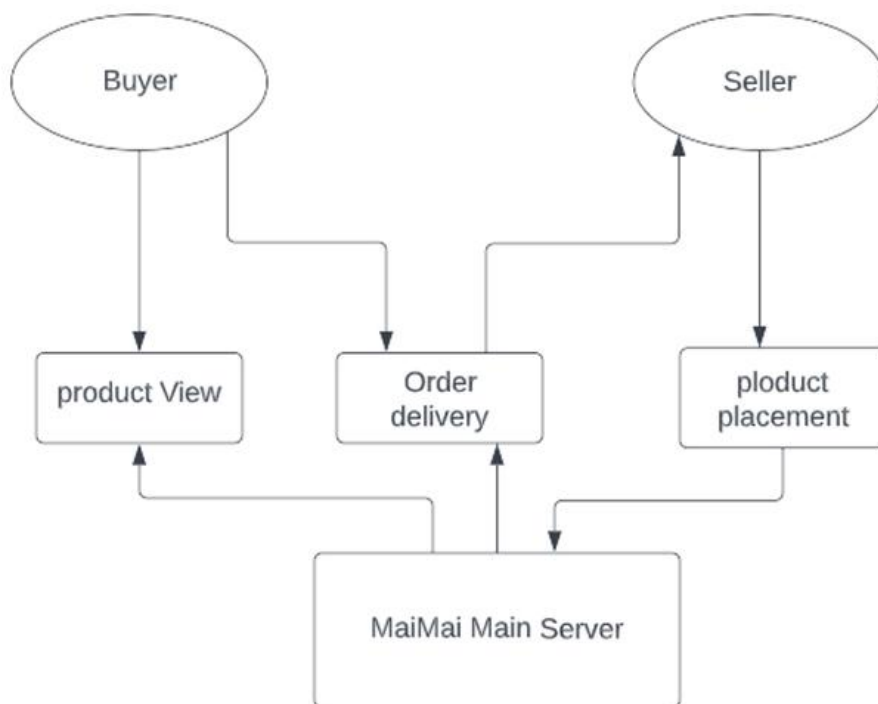 Buyer
Seller
product View
Order
delivery
ploduct
placement
MaiMai Main Server